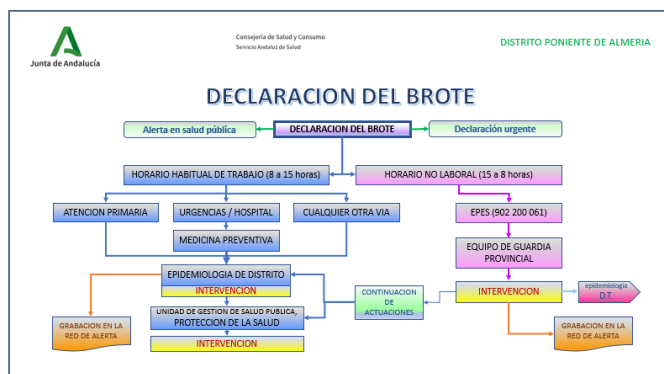 Junta de Andalucía
Consejería de Salud y Consumo
Servicio Andaluz de Salud
DISTRITO PONIENTE DE ALMERIA
DECLARACION DEL BROTE
Alerta en salud pública
DECLARACION DEL BROTE
Declaración urgente
HORARIO HABITUAL DE TRABAJO (8 a 15 horas)
HORARIO NO LABORAL (15 a 8 horas)
ATENCION PRIMARIA
URGENCIAS / HOSPITAL
CUALQUIER OTRA VIA
EPES (902 200 061)
MEDICINA PREVENTIVA
EQUIPO DE GUARDIA
PROVINCIAL
EPIDEMIOLOGIA DE DISTRITO
INTERVENCION
CONTINUACION
DE
ACTUACIONES
INTERVENCION
epidemiología
D.T.
UNIDAD DE GESTION DE SALUD PUBLICA,
PROTECCION DE LA SALUD
INTERVENCION
GRABACION EN LA
RED DE ALERTA
GRABACION EN LA
RED DE ALERTA